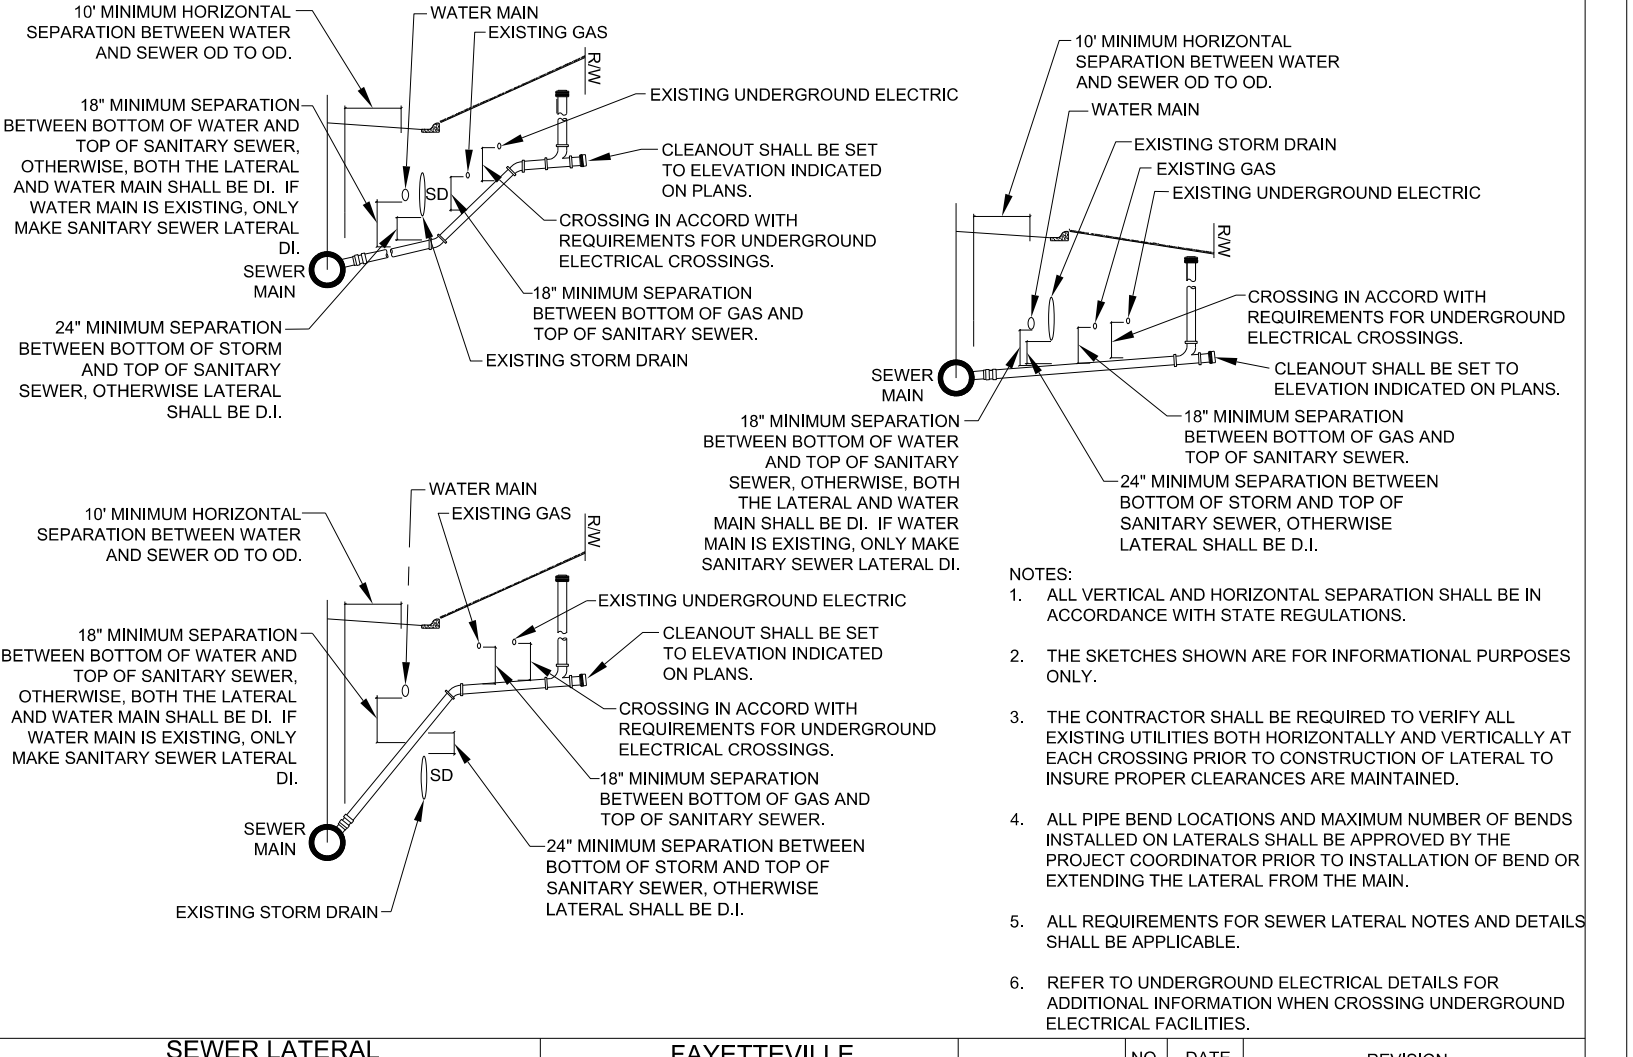 10' MINIMUM HORIZONTAL
SEPARATION BETWEEN WATER
AND SEWER OD TO OD.
WATER MAIN
EXISTING GAS
R/W
EXISTING UNDERGROUND ELECTRIC
18" MINIMUM SEPARATION
BETWEEN BOTTOM OF WATER AND
TOP OF SANITARY SEWER,
OTHERWISE, BOTH THE LATERAL
AND WATER MAIN SHALL BE DI. IF
WATER MAIN IS EXISTING, ONLY
MAKE SANITARY SEWER LATERAL
DI.
CLEANOUT SHALL BE SET
TO ELEVATION INDICATED
ON PLANS.
SD
CROSSING IN ACCORD WITH
REQUIREMENTS FOR UNDERGROUND
ELECTRICAL CROSSINGS.
SEWER
MAIN
18" MINIMUM SEPARATION
BETWEEN BOTTOM OF GAS AND
TOP OF SANITARY SEWER.
24" MINIMUM SEPARATION
BETWEEN BOTTOM OF STORM
AND TOP OF SANITARY
SEWER, OTHERWISE LATERAL
SHALL BE D.I.
EXISTING STORM DRAIN
10' MINIMUM HORIZONTAL
SEPARATION BETWEEN WATER
AND SEWER OD TO OD.
WATER MAIN
EXISTING STORM DRAIN
EXISTING GAS
EXISTING UNDERGROUND ELECTRIC
R/W
CROSSING IN ACCORD WITH
REQUIREMENTS FOR UNDERGROUND
ELECTRICAL CROSSINGS.
SEWER
MAIN
CLEANOUT SHALL BE SET TO
ELEVATION INDICATED ON PLANS.
18" MINIMUM SEPARATION
BETWEEN BOTTOM OF WATER
AND TOP OF SANITARY
SEWER, OTHERWISE, BOTH
THE LATERAL AND WATER
MAIN SHALL BE DI. IF WATER
MAIN IS EXISTING, ONLY MAKE
SANITARY SEWER LATERAL DI.
18" MINIMUM SEPARATION
BETWEEN BOTTOM OF GAS AND
TOP OF SANITARY SEWER.
24" MINIMUM SEPARATION BETWEEN
BOTTOM OF STORM AND TOP OF
SANITARY SEWER, OTHERWISE
LATERAL SHALL BE D.I.
WATER MAIN
10' MINIMUM HORIZONTAL
SEPARATION BETWEEN WATER
AND SEWER OD TO OD.
EXISTING GAS
R/W
EXISTING UNDERGROUND ELECTRIC
18" MINIMUM SEPARATION
BETWEEN BOTTOM OF WATER AND
TOP OF SANITARY SEWER,
OTHERWISE, BOTH THE LATERAL
AND WATER MAIN SHALL BE DI. IF
WATER MAIN IS EXISTING, ONLY
MAKE SANITARY SEWER LATERAL
DI.
CLEANOUT SHALL BE SET
TO ELEVATION INDICATED
ON PLANS.
CROSSING IN ACCORD WITH
REQUIREMENTS FOR UNDERGROUND
ELECTRICAL CROSSINGS.
SD
18" MINIMUM SEPARATION
BETWEEN BOTTOM OF GAS AND
TOP OF SANITARY SEWER.
SEWER
MAIN
24" MINIMUM SEPARATION BETWEEN
BOTTOM OF STORM AND TOP OF
SANITARY SEWER, OTHERWISE
LATERAL SHALL BE D.I.
EXISTING STORM DRAIN
NOTES:
1. ALL VERTICAL AND HORIZONTAL SEPARATION SHALL BE IN
ACCORDANCE WITH STATE REGULATIONS.
2. THE SKETCHES SHOWN ARE FOR INFORMATIONAL PURPOSES
ONLY.
3. THE CONTRACTOR SHALL BE REQUIRED TO VERIFY ALL
EXISTING UTILITIES BOTH HORIZONTALLY AND VERTICALLY AT
EACH CROSSING PRIOR TO CONSTRUCTION OF LATERAL TO
INSURE PROPER CLEARANCES ARE MAINTAINED.
4. ALL PIPE BEND LOCATIONS AND MAXIMUM NUMBER OF BENDS
INSTALLED ON LATERALS SHALL BE APPROVED BY THE
PROJECT COORDINATOR PRIOR TO INSTALLATION OF BEND OR
EXTENDING THE LATERAL FROM THE MAIN.
5. ALL REQUIREMENTS FOR SEWER LATERAL NOTES AND DETAILS
SHALL BE APPLICABLE.
6. REFER TO UNDERGROUND ELECTRICAL DETAILS FOR
ADDITIONAL INFORMATION WHEN CROSSING UNDERGROUND
ELECTRICAL FACILITIES.
SEWER LATERAL
FAYETTEVILLE
NO
DATE
REVISION